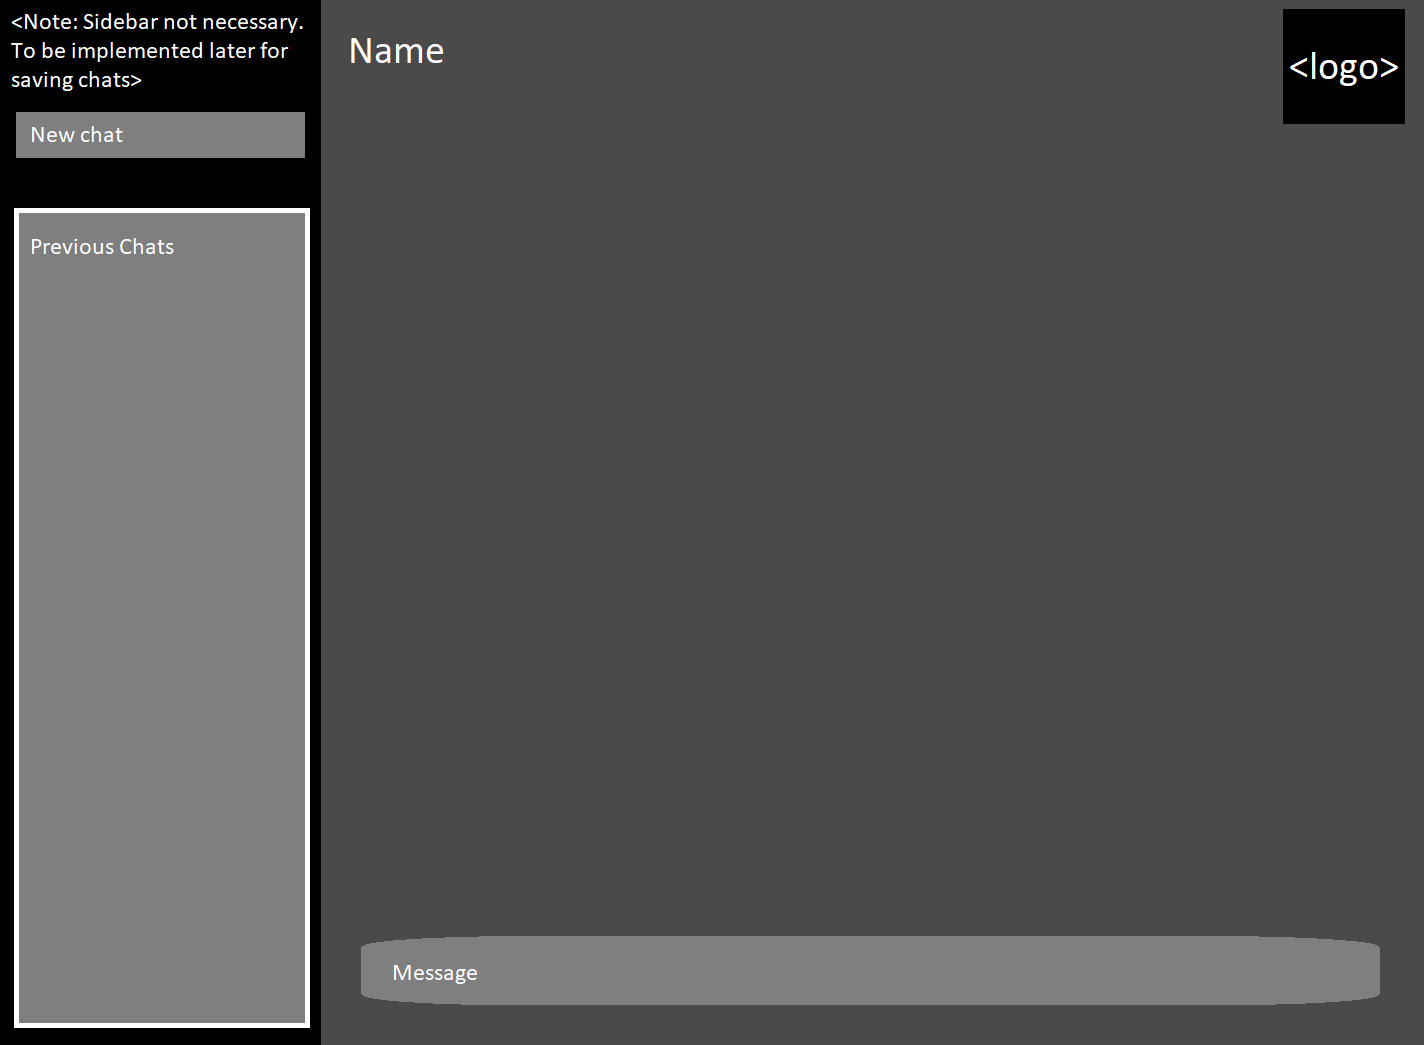 <Note: Sidebar not necessary.
To be implemented later for
saving chats>
New chat
Previous Chats
Name
<logo>
Message